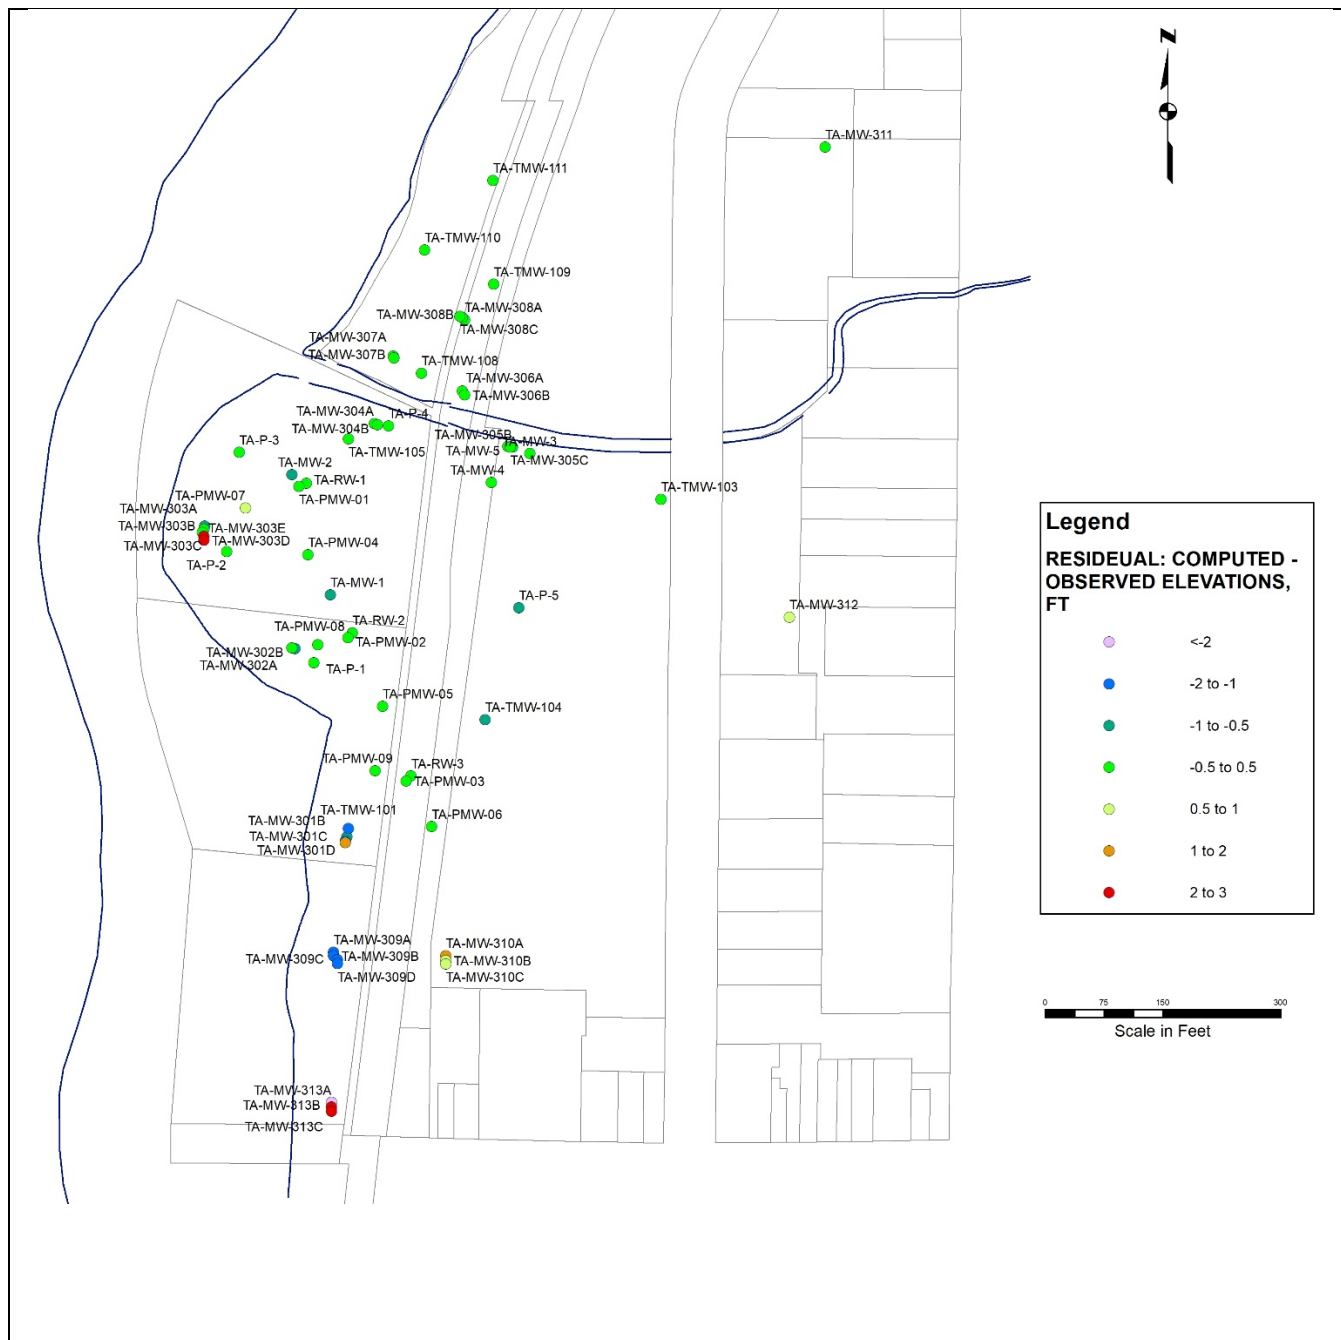 N
TA-MW-311
TA-TMW-111
TA-TMW-110
TA-TMW-109
TA-MW-308A
TA-MW-308B
TA-MW-308C
TA-MW-307A
TA-MW-307B
TA-TMW-108
TA-MW-306A
TA-MW-306B
TA-MW-304A
TA-P-4
TA-MW-304B
TA-MW-305B
TA-MW-3
TA-P-3
TA-TMW-105
TA-MW-5
TA-MW-305C
TA-MW-2
TA-MW-4
TA-RW-1
TA-TMW-103
TA-PMW-07
TA-PMW-01
TA-MW-303A
TA-MW-303B
TA-MW-303E
TA-MW-303C
TA-MW-303D
TA-PMW-04
TA-P-2
TA-MW-1
TA-P-5
TA-MW-312
TA-PMW-08
TA-RW-2
TA-PMW-02
TA-MW-302B
TA-MW-302A
TA-P-1
TA-PMW-05
TA-TMW-104
TA-PMW-09
TA-RW-3
TA-PMW-03
TA-TMW-101
TA-MW-301B
TA-PMW-06
TA-MW-301C
TA-MW-301D
TA-MW-309A
TA-MW-310A
TA-MW-309C
TA-MW-309B
TA-MW-310B
TA-MW-309D
TA-MW-310C
TA-MW-313A
TA-MW-313B
TA-MW-313C
Legend
RESIDEUAL: COMPUTED -
OBSERVED ELEVATIONS,
FT
<-2
-2 to -1
-1 to -0.5
-0.5 to 0.5
0.5 to 1
1 to 2
2 to 3
0 75 150 300
Scale in Feet